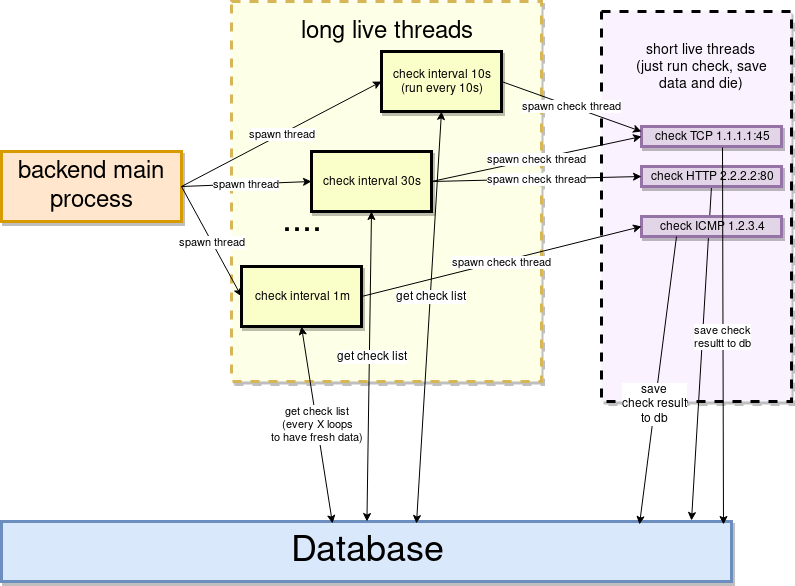 long live threads
check interval 10s
(run every 10s)
short live threads
(just run check, save
data and die)
spawn check thread
spawn thread
check TCP 1.1.1.1:45
backend main
process
spawn thread
check interval 30s
spawn check thread
spawn check thread
check HTTP 2.2.2.2:80
....
spawn thread
check ICMP 1.2.3.4
spawn check thread
check interval 1m
get check list
get check list
save check
resultt to db
get check list
(every X loops
to have fresh data)
save
check result
to db
Database